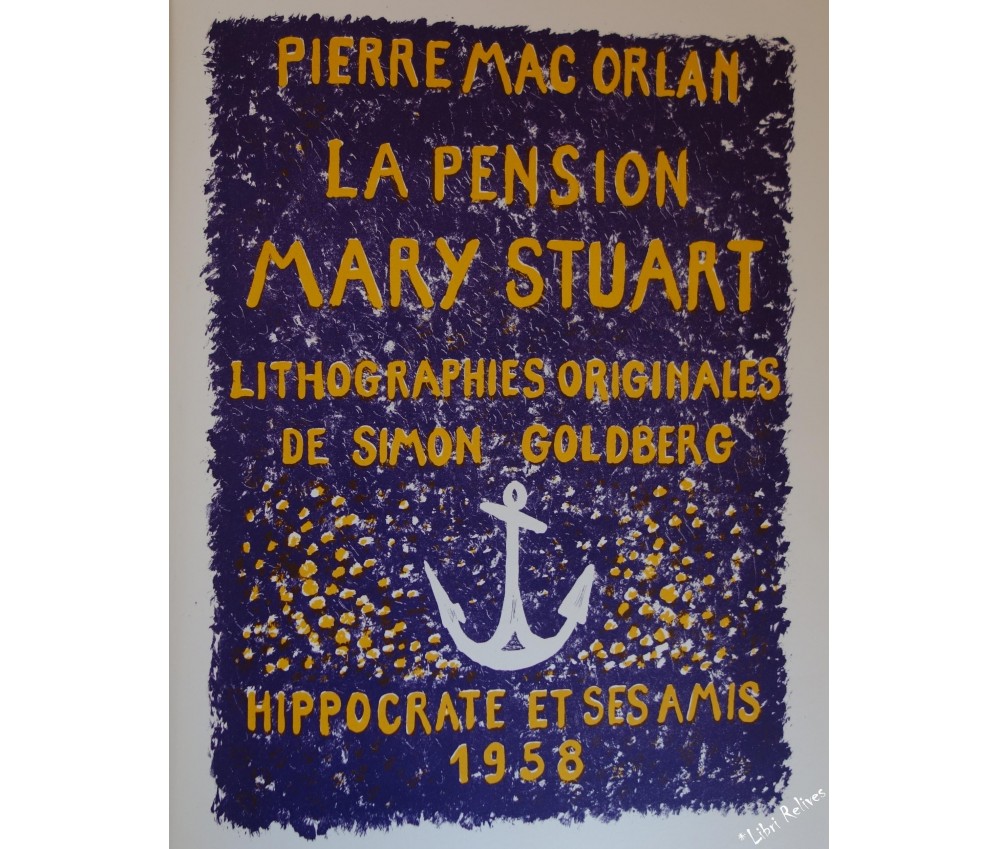 PIERRE MAC ORLAN
LA PENSION
MARY STUART
LITHOGRAPHIES ORIGINALES
DE SIMON GOLDBERG
HIPPOCRATE ET SES AMIS
1958
*Libri Relives